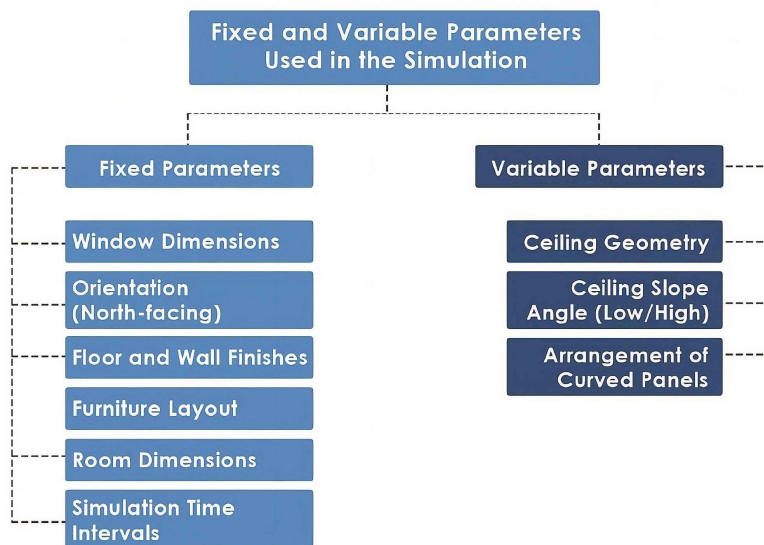 Fixed and Variable Parameters
Used in the Simulation
Fixed Parameters
Window Dimensions
Orientation
(North-facing)
Floor and Wall Finishes
Furniture Layout
Room Dimensions
Simulation Time
Intervals
Variable Parameters
Ceiling Geometry
Ceiling Slope
Angle (Low/High)
Arrangement of
Curved Panels